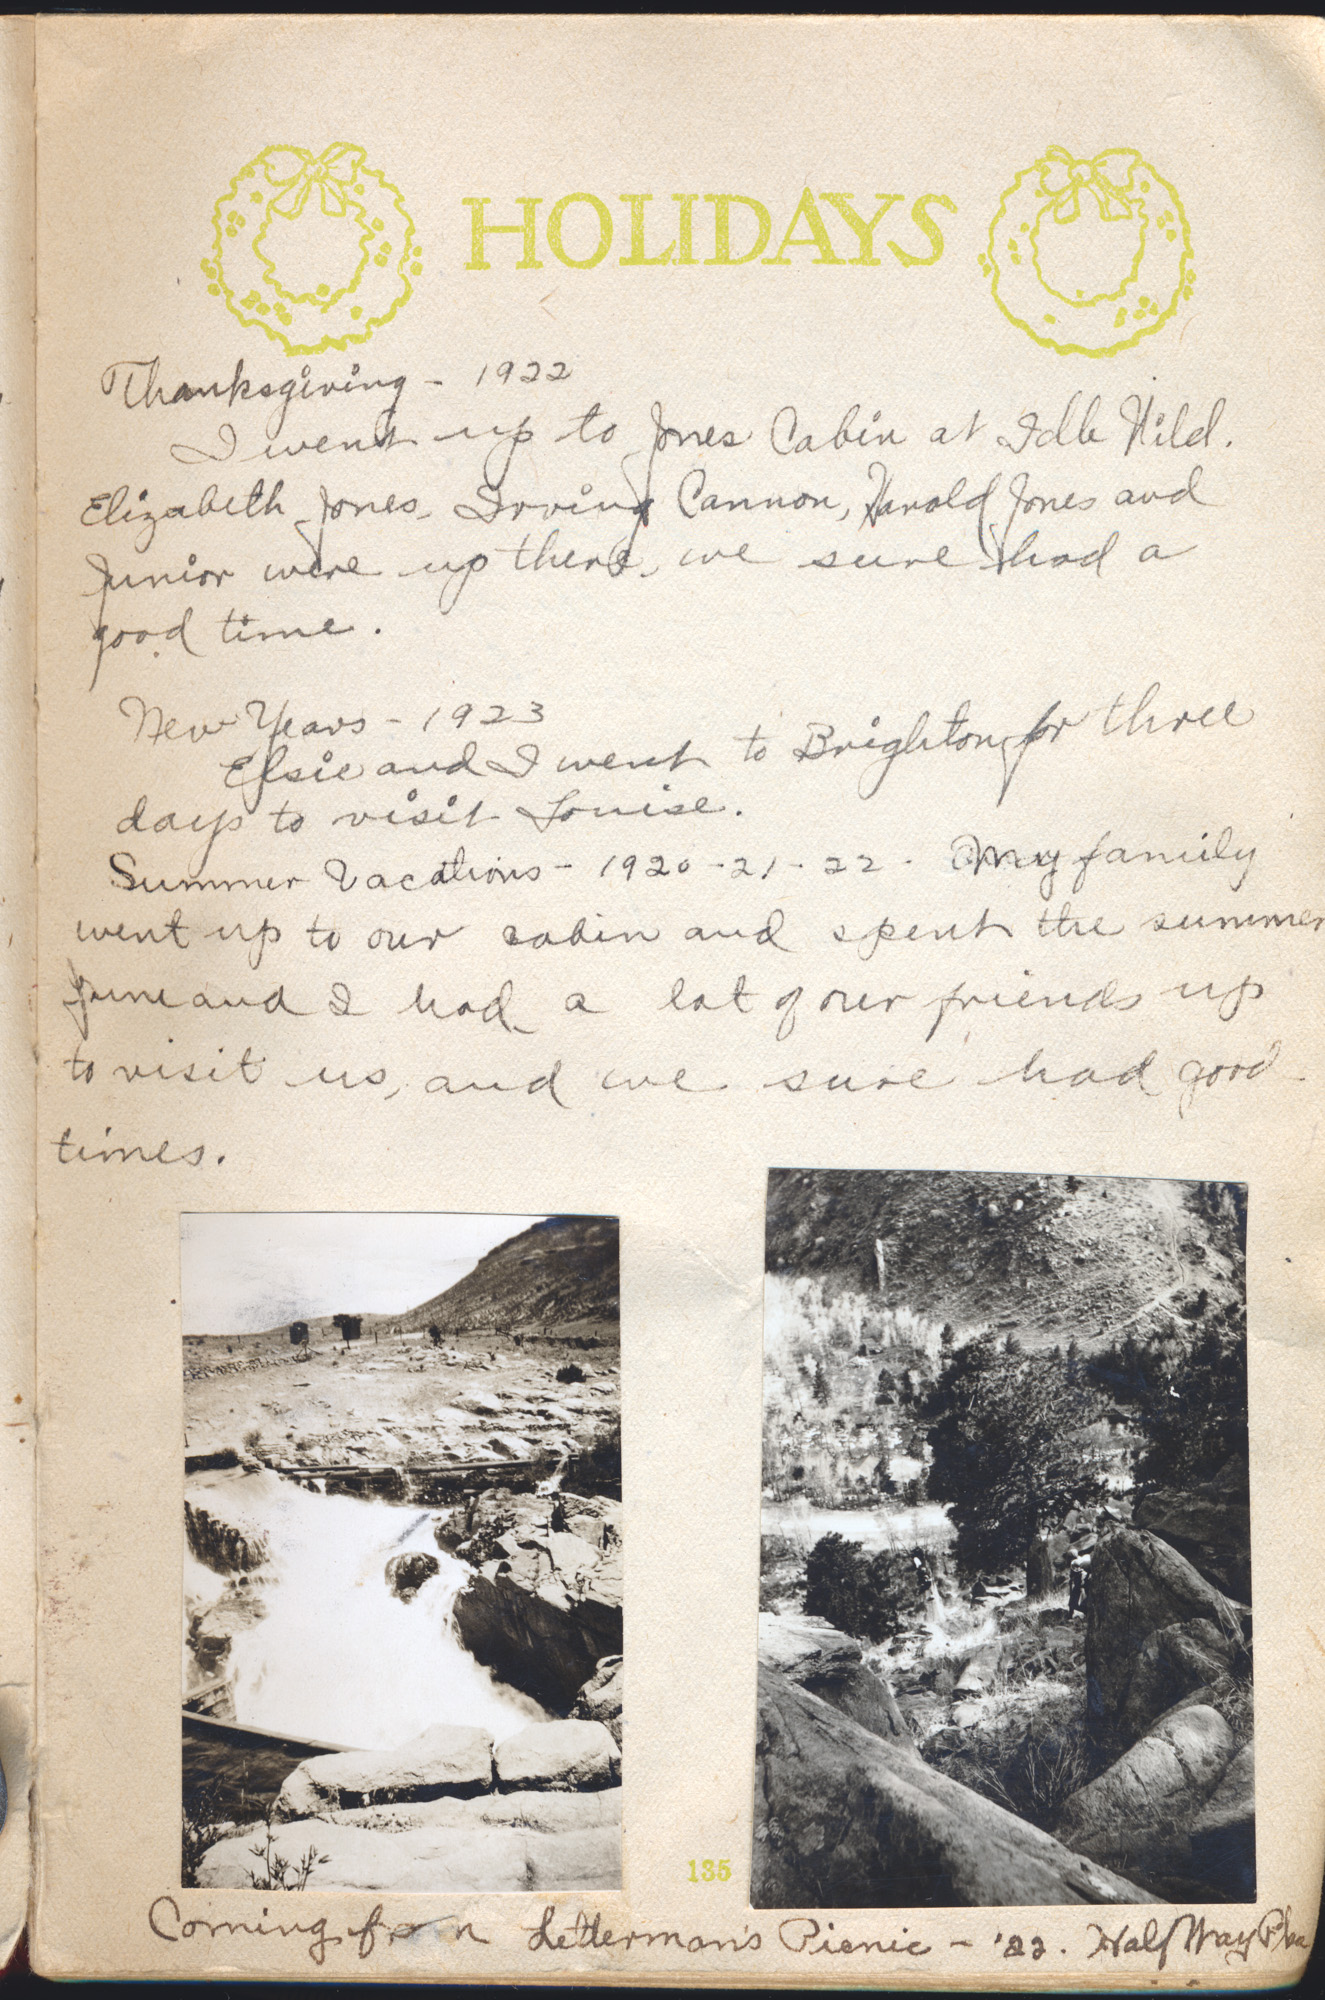 HOLIDAYS
Thanksgiving - 1922
I went up to Jones Cabin at Idle Wild.
Elizabeth Jones, Irving Cannon, Harold Jones and
Junior were up there, we sure had a
good time.
New Years - 1923
Elsie and I went to Brighton for three
days to visit Louise.
Summer Vacations - 1920 - 21 - 22 - My family
went up to our cabin and spent the summer
June and I had a lot of our friends up
to visit us, and we sure had good
times.
135
Coming from Letterman's Picnic - '22. Half Way